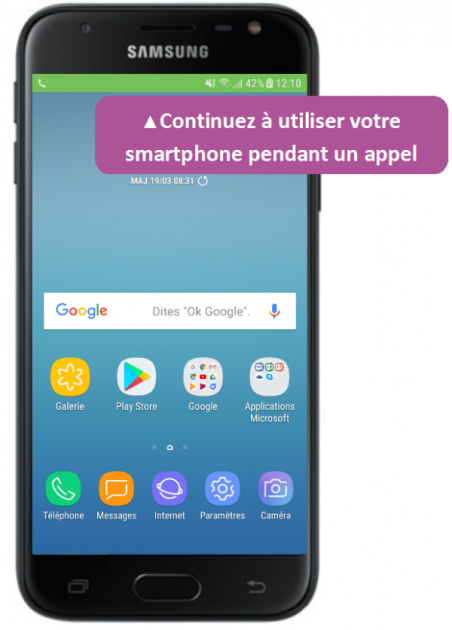 SAMSUNG
42% 12:10
▲Continuez à utiliser votre
smartphone pendant un appel
MAJ 19/03 08:31
Google Dites "Ok Google".
Galerie Play Store Google Applications
Microsoft
Téléphone Messages Internet Paramètres Caméra